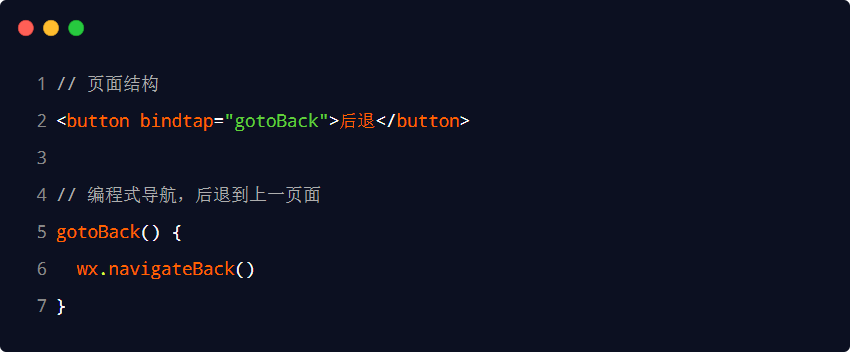 1 // 页面结构
2 <button bindtap="gotoBack">后退</button>
3
4 // 编程式导航，后退到上一页面
5 gotoBack() {
6   wx.navigateBack()
7 }